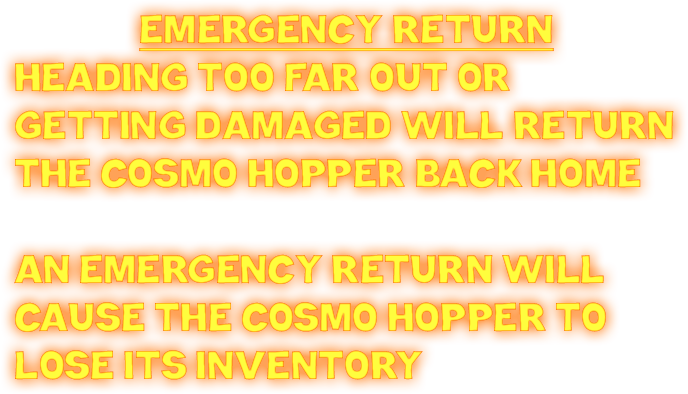 EMERGENCY RETURN
HEADING TOO FAR OUT OR
GETTING DAMAGED WILL RETURN
THE COSMO HOPPER BACK HOME
AN EMERGENCY RETURN WILL
CAUSE THE COSMO HOPPER TO
LOSE ITS INVENTORY